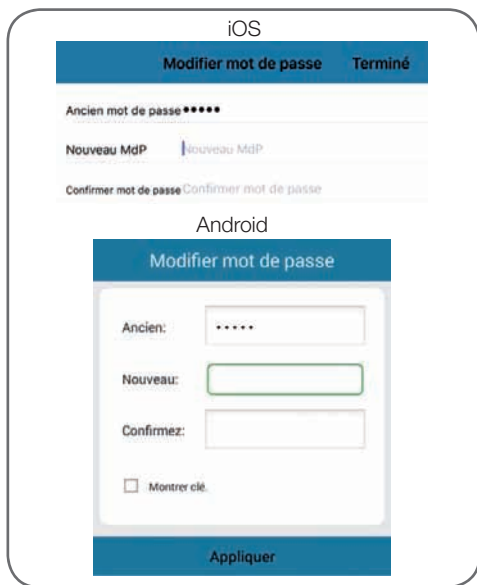 iOS
Modifier mot de passe Terminé
Ancien mot de passe •••••
Nouveau MdP Nouveau MdP
Confirmer mot de passe Confirmer mot de passe
Android
Modifier mot de passe
Ancien: •••••
Nouveau:
Confirmez:
Montrer clé.
Appliquer